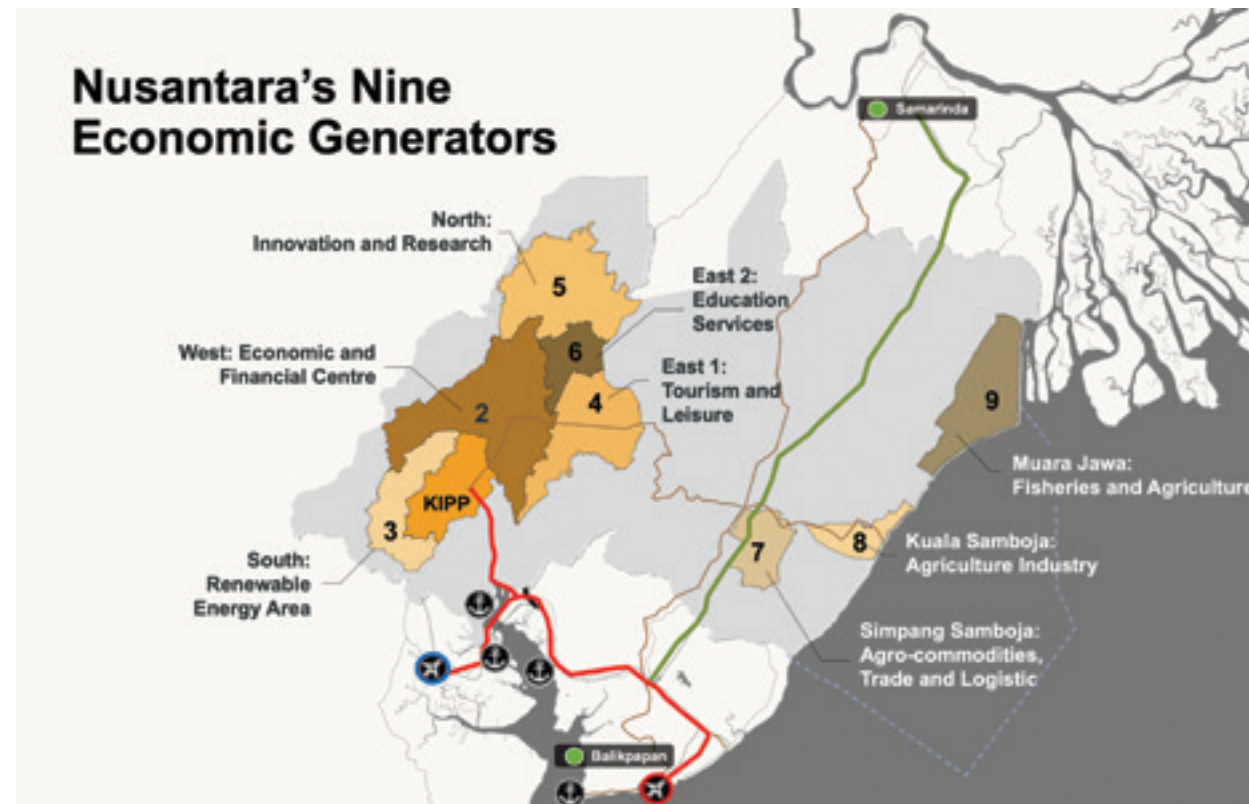 Nusantara's Nine
Economic Generators
Samarinda
North:
Innovation and Research
5
East 2:
Education
Services
6
West: Economic and
Financial Centre
2
East 1:
Tourism and
Leisure
4
9
Muara Jawa:
Fisheries and Agriculture
KIPP
3
7
8
Kuala Samboja:
Agriculture Industry
South:
Renewable
Energy Area
Simpang Samboja:
Agro-commodities,
Trade and Logistic
Balikpapan